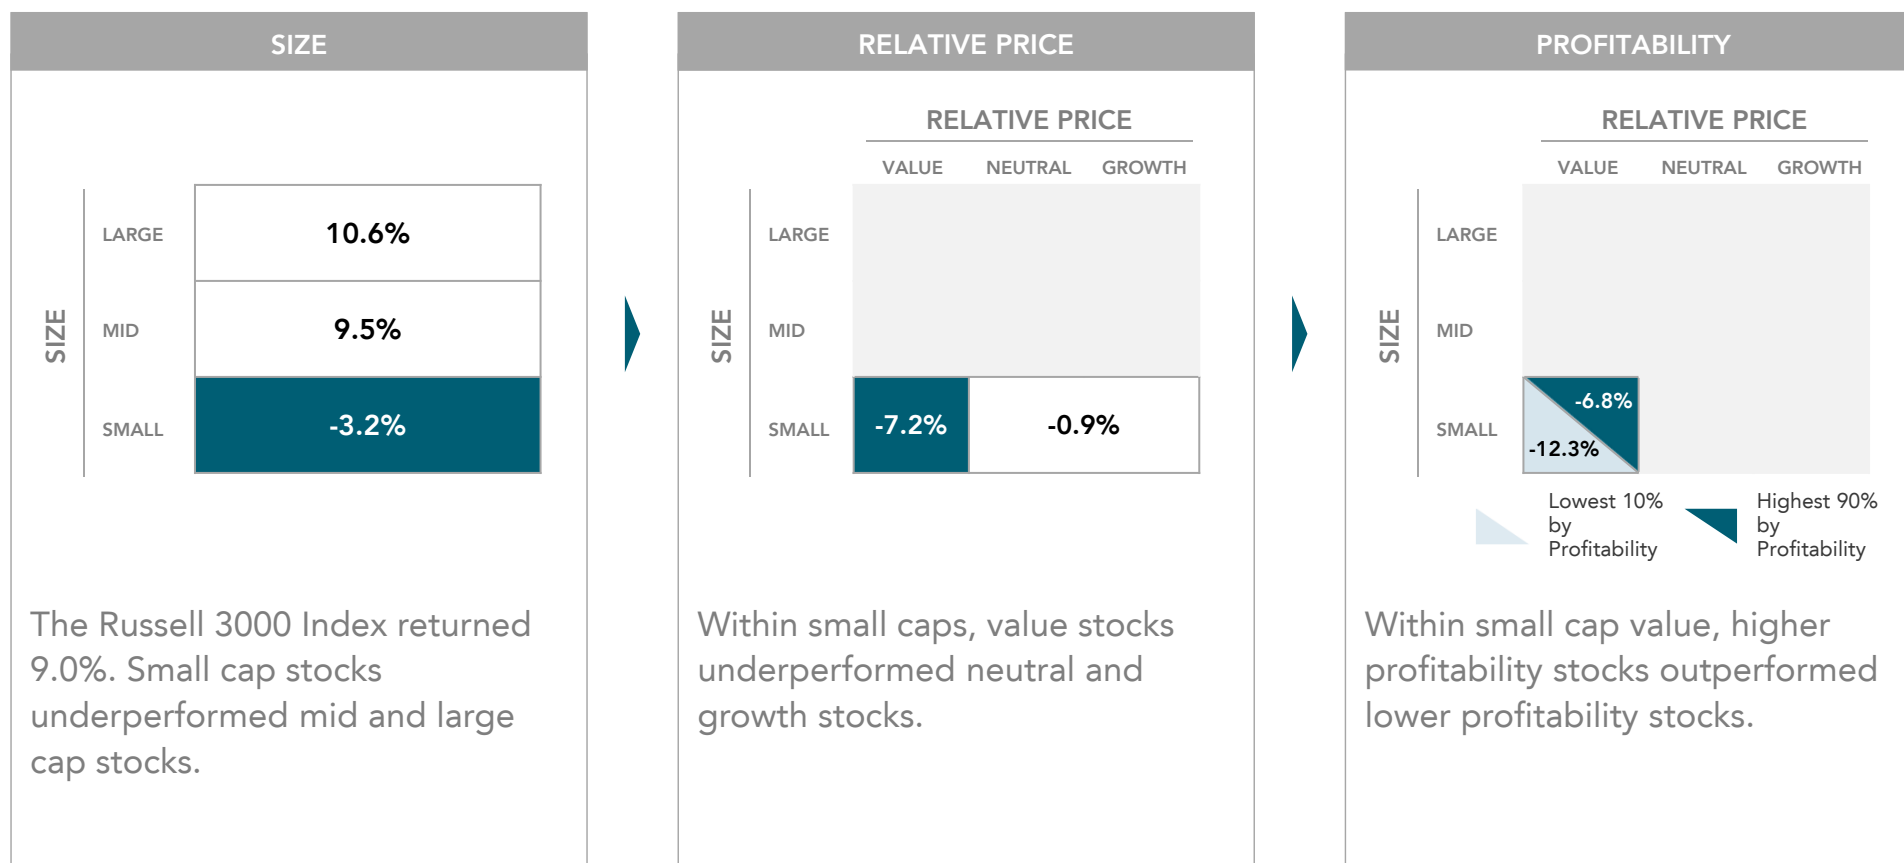 SIZE
SIZE
LARGE
10.6%
MID
9.5%
SMALL
-3.2%
The Russell 3000 Index returned
9.0%. Small cap stocks
underperformed mid and large
cap stocks.
RELATIVE PRICE
RELATIVE PRICE
VALUE NEUTRAL GROWTH
SIZE
LARGE
MID
SMALL
-7.2%
-0.9%
Within small caps, value stocks
underperformed neutral and
growth stocks.
PROFITABILITY
RELATIVE PRICE
VALUE NEUTRAL GROWTH
SIZE
LARGE
MID
SMALL
-6.8%
-12.3%
Lowest 10%
by
Profitability
Highest 90%
by
Profitability
Within small cap value, higher
profitability stocks outperformed
lower profitability stocks.